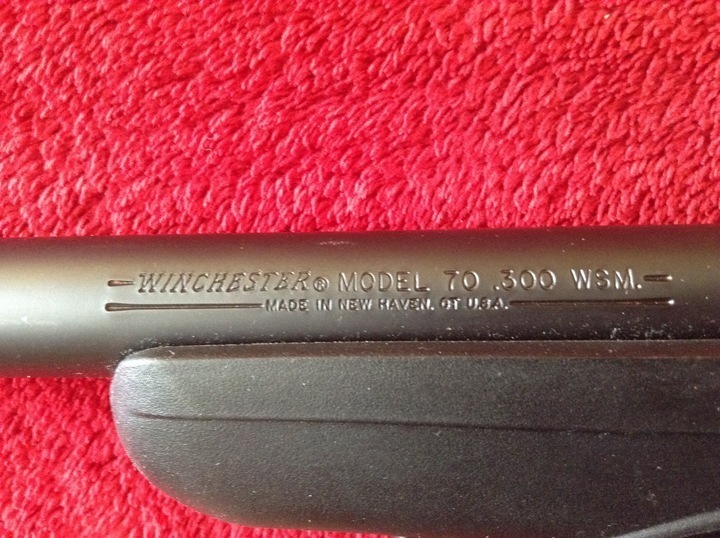 WINCHESTER® MODEL 70 .300 WSM.
MADE IN NEW HAVEN, CT U.S.A.